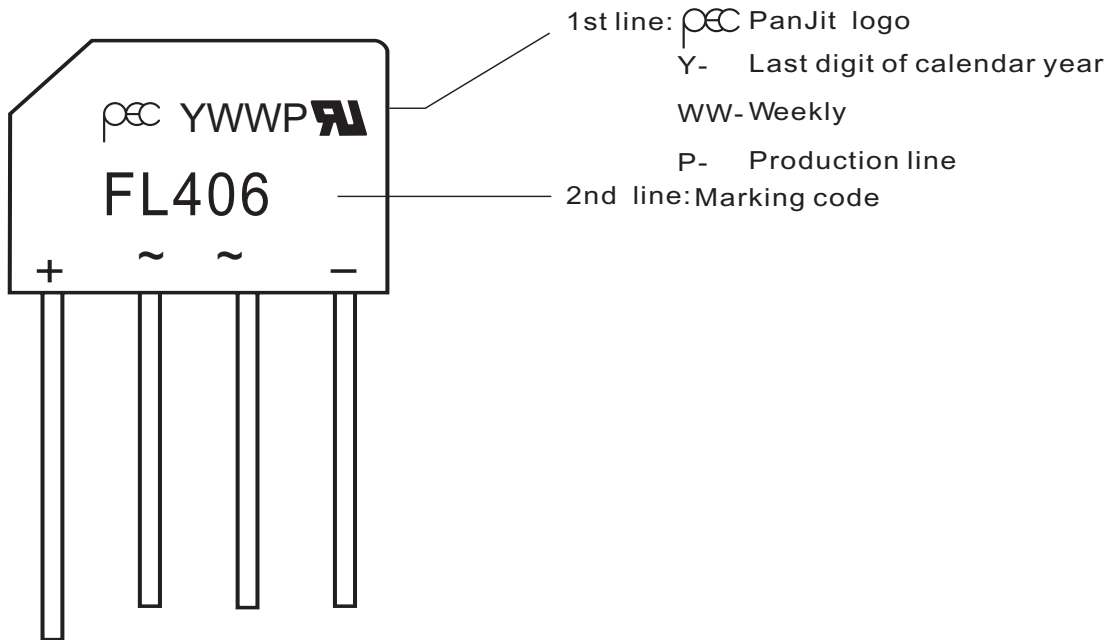 1st line: pec PanJit logo
Y- Last digit of calendar year
WW- Weekly
P- Production line
2nd line: Marking code
pec YWWP RU
FL406
~ ~
+ −